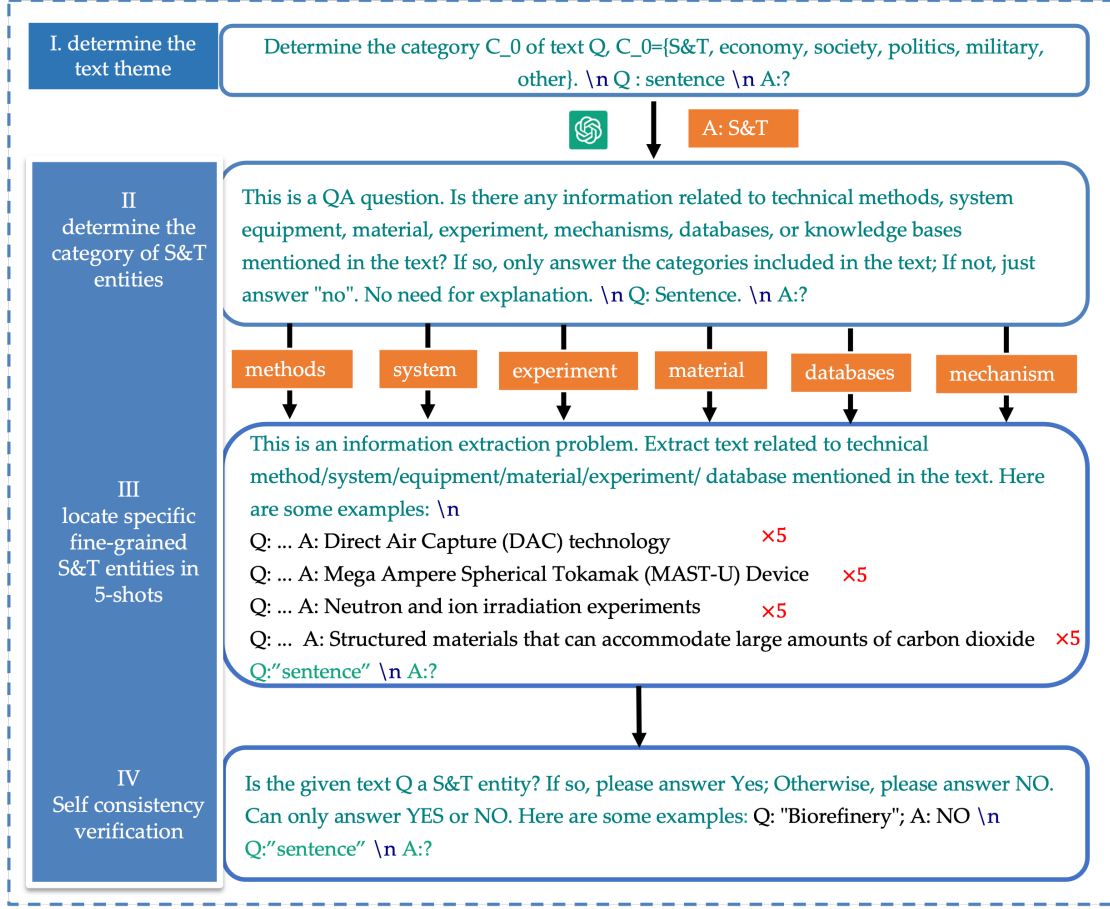 I. determine the
text theme
Determine the category C_0 of text Q, C_0={S&T, economy, society, politics, military,
other}. \n Q : sentence \n A:?
A: S&T
II
determine the
category of S&T
entities
This is a QA question. Is there any information related to technical methods, system
equipment, material, experiment, mechanisms, databases, or knowledge bases
mentioned in the text? If so, only answer the categories included in the text; If not, just
answer "no". No need for explanation. \n Q: Sentence. \n A:?
methods system experiment material databases mechanism
III
locate specific
fine-grained
S&T entities in
5-shots
This is an information extraction problem. Extract text related to technical
method/system/equipment/material/experiment/ database mentioned in the text. Here
are some examples: \n
Q: ... A: Direct Air Capture (DAC) technology ×5
Q: ... A: Mega Ampere Spherical Tokamak (MAST-U) Device ×5
Q: ... A: Neutron and ion irradiation experiments ×5
Q: ... A: Structured materials that can accommodate large amounts of carbon dioxide ×5
Q:”sentence” \n A:?
IV
Self consistency
verification
Is the given text Q a S&T entity? If so, please answer Yes; Otherwise, please answer NO.
Can only answer YES or NO. Here are some examples: Q: "Biorefinery"; A: NO \n
Q:”sentence” \n A:?